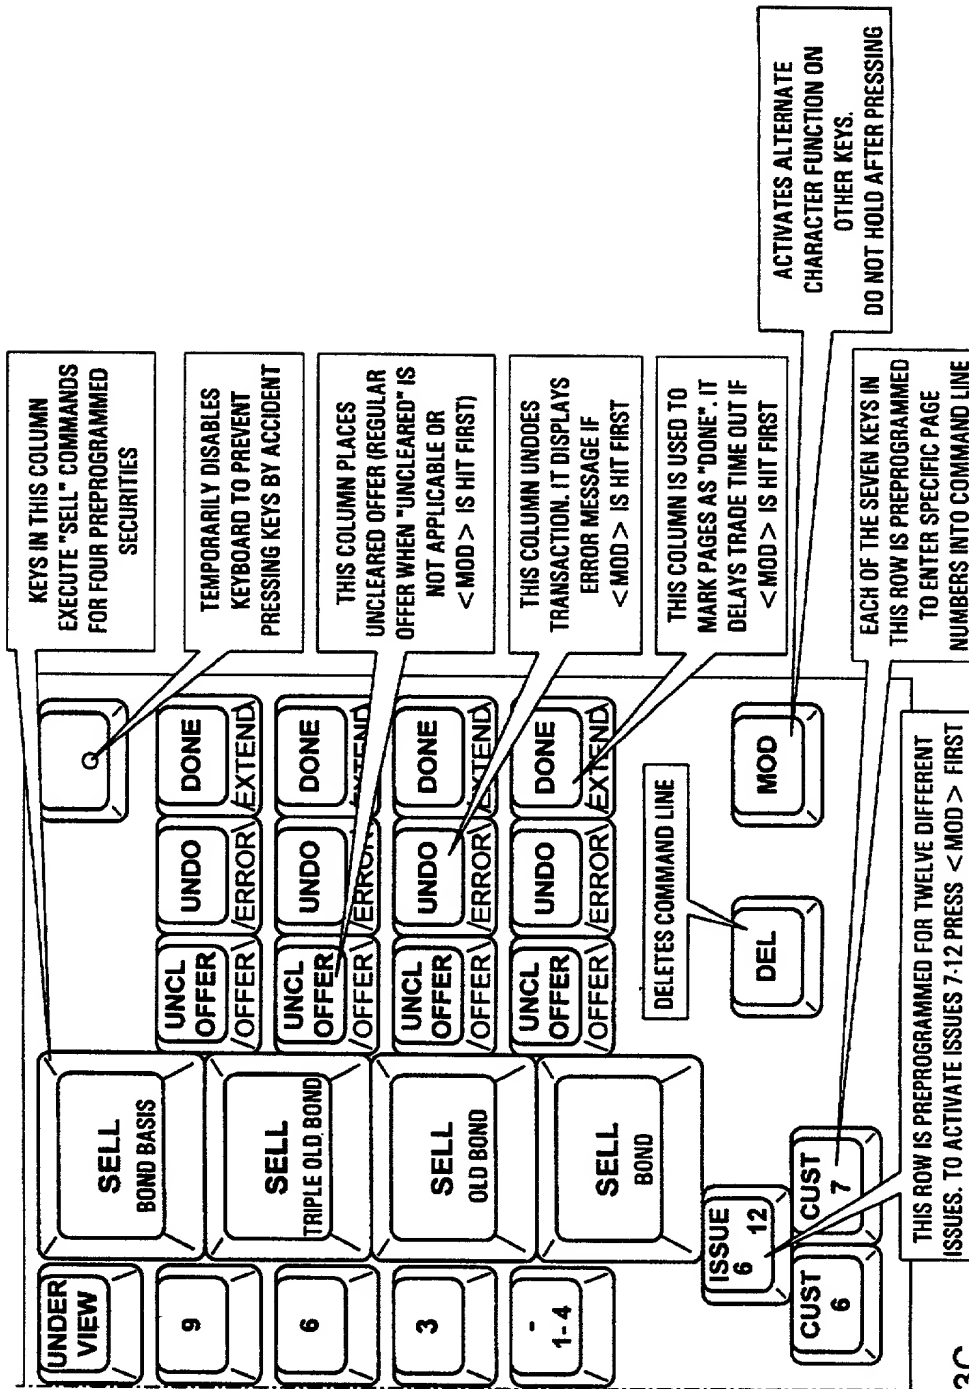 KEYS IN THIS COLUMN
EXECUTE "SELL" COMMANDS
FOR FOUR PREPROGRAMMED
SECURITIES
TEMPORARILY DISABLES
KEYBOARD TO PREVENT
PRESSING KEYS BY ACCIDENT
THIS COLUMN PLACES
UNCLEARED OFFER (REGULAR
OFFER WHEN "UNCLEARED" IS
NOT APPLICABLE OR
< MOD > IS HIT FIRST)
THIS COLUMN UNDOES
TRANSACTION. IT DISPLAYS
ERROR MESSAGE IF
< MOD > IS HIT FIRST
THIS COLUMN IS USED TO
MARK PAGES AS "DONE". IT
DELAYS TRADE TIME OUT IF
< MOD > IS HIT FIRST
ACTIVATES ALTERNATE
CHARACTER FUNCTION ON
OTHER KEYS.
DO NOT HOLD AFTER PRESSING
EACH OF THE SEVEN KEYS IN
THIS ROW IS PREPROGRAMMED
TO ENTER SPECIFIC PAGE
NUMBERS INTO COMMAND LINE
UNDER
VIEW
SELL
BOND BASIS
9
SELL
TRIPLE OLD BOND
UNCL
OFFER
OFFER
UNDO
ERROR
DONE
EXTEND
6
SELL
OLD BOND
UNCL
OFFER
OFFER
UNDO
ERROR
DONE
EXTEND
3
SELL
BOND
UNCL
OFFER
OFFER
UNDO
ERROR
DONE
EXTEND
-
1-4
UNCL
OFFER
OFFER
UNDO
ERROR
DONE
EXTEND
DELETES COMMAND LINE
ISSUE
6 12
DEL
MOD
CUST
6
CUST
7
THIS ROW IS PREPROGRAMMED FOR TWELVE DIFFERENT
ISSUES. TO ACTIVATE ISSUES 7-12 PRESS < MOD > FIRST
3C